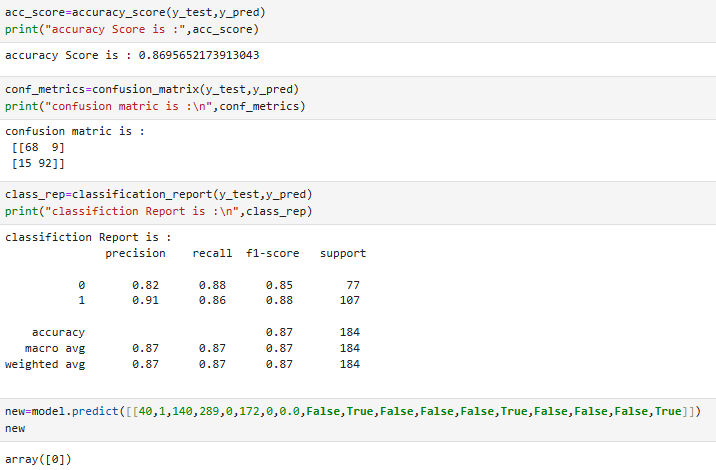 acc_score=accuracy_score(y_test,y_pred)
print("accuracy Score is :",acc_score)
accuracy Score is : 0.8695652173913043
conf_metrics=confusion_matrix(y_test,y_pred)
print("confusion matric is :\n",conf_metrics)
confusion matric is :
 [[68  9]
 [15 92]]
class_rep=classification_report(y_test,y_pred)
print("classifiction Report is :\n",class_rep)
classifiction Report is :
               precision    recall  f1-score   support
           0       0.82      0.88      0.85        77
           1       0.91      0.86      0.88       107
    accuracy                           0.87       184
   macro avg       0.87      0.87      0.87       184
weighted avg       0.87      0.87      0.87       184
new=model.predict([[40,1,140,289,0,172,0,0.0,False,True,False,False,False,True,False,False,False,True]])
new
array([0])